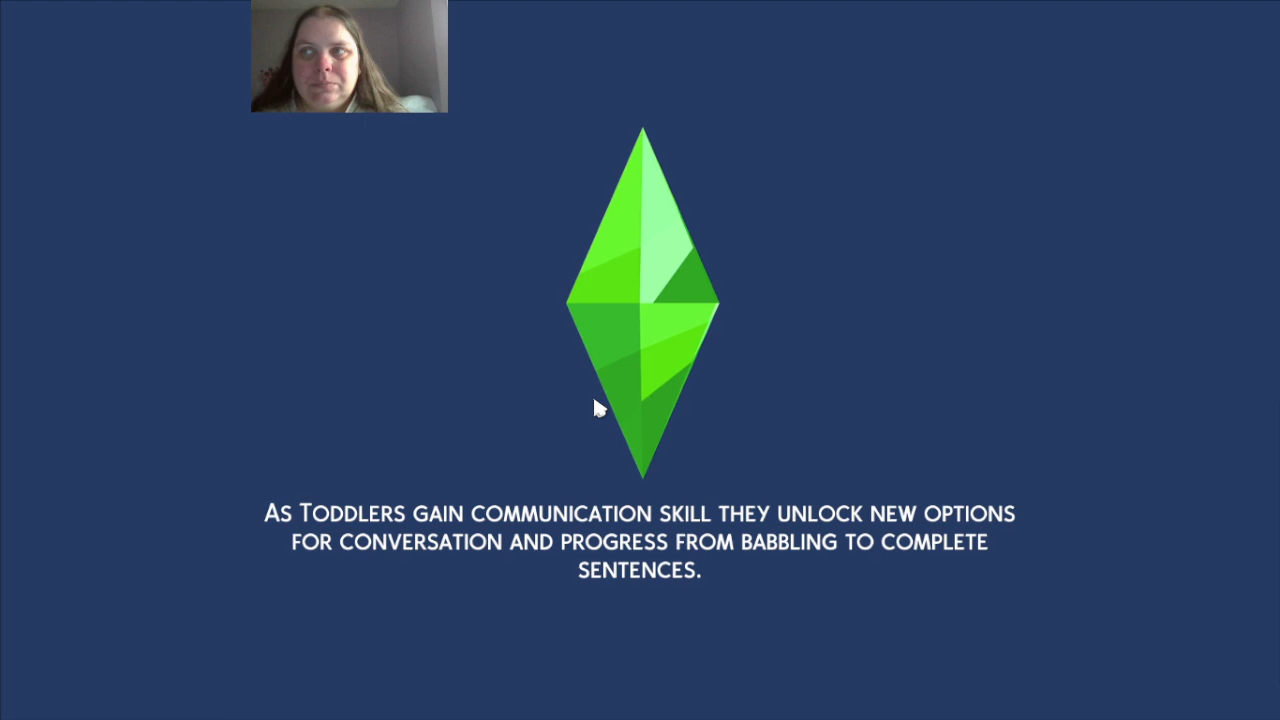 As Toddlers gain communication skill they unlock new options
for conversation and progress from babbling to complete
sentences.